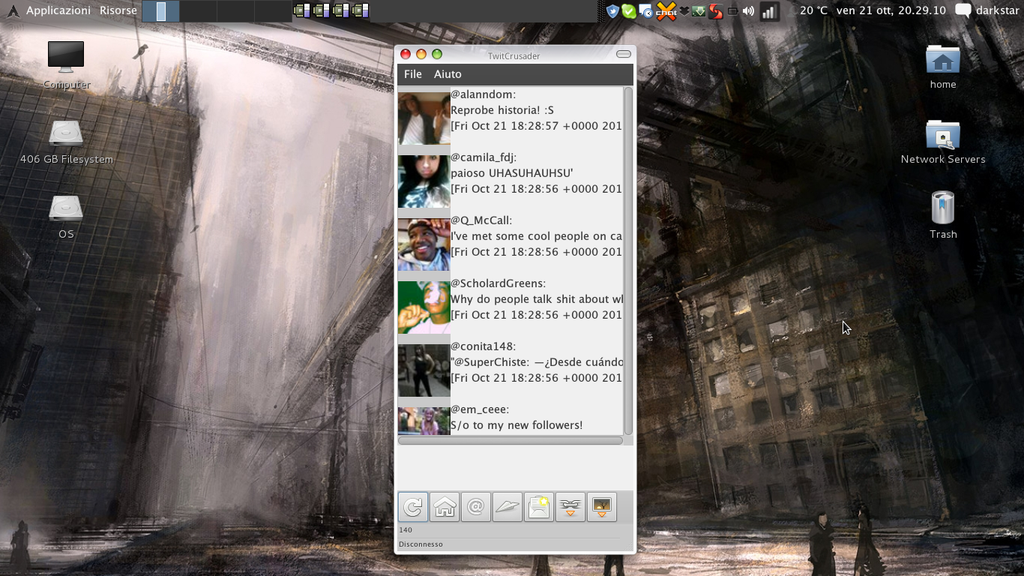 Applicazioni Risorse
chat
20 °C ven 21 ott, 20.29.10 darkstar
Computer
406 GB Filesystem
OS
home
Network Servers
Trash
TwitCrusader
File Aiuto
@alanndom:
Reprobe historia! :S
[Fri Oct 21 18:28:57 +0000 201
@camila_fdj:
paioso UHASUHAUHSU'
[Fri Oct 21 18:28:56 +0000 201
@Q_McCall:
I've met some cool people on ca
[Fri Oct 21 18:28:56 +0000 201
@ScholardGreens:
Why do people talk shit about wl
[Fri Oct 21 18:28:56 +0000 201
@conita148:
"@SuperChiste: —¿Desde cuándo
[Fri Oct 21 18:28:56 +0000 201
@em_ceee:
S/o to my new followers!
@
140
Disconnesso